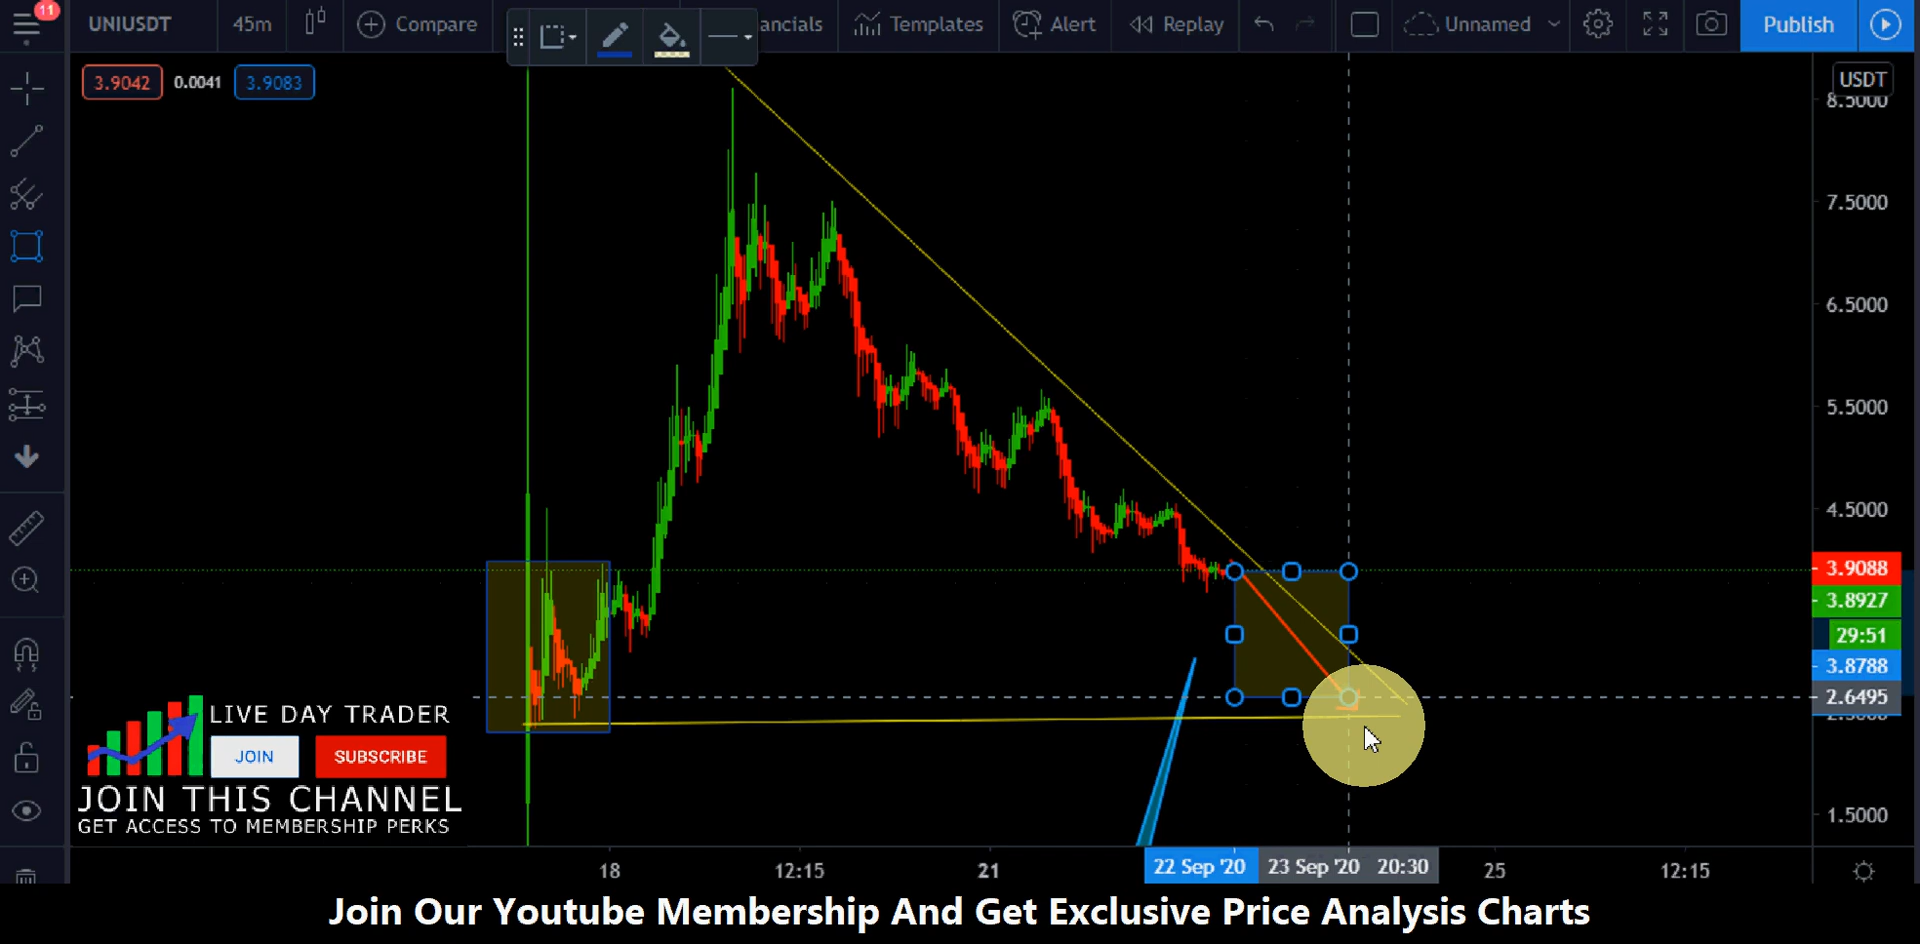 11
UNIUSDT
45m
Compare
ancials
Templates
Alert
Replay
Unnamed
Publish
3.9042
0.0041
3.9083
USDT
8.5000
7.5000
6.5000
5.5000
4.5000
3.9088
3.8927
29:51
3.8788
2.6495
1.5000
LIVE DAY TRADER
JOIN
SUBSCRIBE
JOIN THIS CHANNEL
GET ACCESS TO MEMBERSHIP PERKS
18
12:15
21
22 Sep '20
23 Sep '20 20:30
25
12:15
Join Our Youtube Membership And Get Exclusive Price Analysis Charts